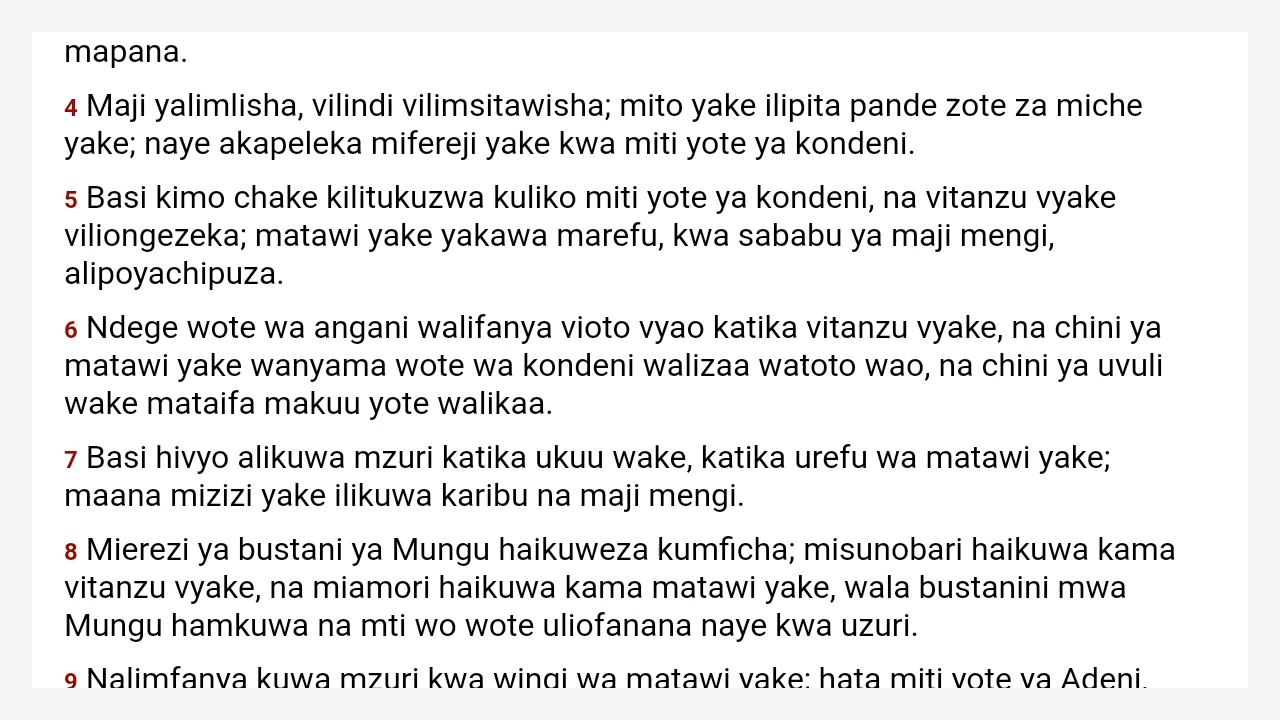 mapana.
4 Maji yalimlisha, vilindi vilimsitawisha; mito yake ilipita pande zote za miche
yake; naye akapeleka mifereji yake kwa miti yote ya kondeni.
5 Basi kimo chake kilitukuzwa kuliko miti yote ya kondeni, na vitanzu vyake
viliongezeka; matawi yake yakawa marefu, kwa sababu ya maji mengi,
alipoyachipuza.
6 Ndege wote wa angani walifanya vioto vyao katika vitanzu vyake, na chini ya
matawi yake wanyama wote wa kondeni walizaa watoto wao, na chini ya uvuli
wake mataifa makuu yote walikaa.
7 Basi hivyo alikuwa mzuri katika ukuu wake, katika urefu wa matawi yake;
maana mizizi yake ilikuwa karibu na maji mengi.
8 Mierezi ya bustani ya Mungu haikuweza kumficha; misunobari haikuwa kama
vitanzu vyake, na miamori haikuwa kama matawi yake, wala bustanini mwa
Mungu hamkuwa na mti wo wote uliofanana naye kwa uzuri.
9 Nalimfanya kuwa mzuri kwa wingi wa matawi yake; hata miti yote ya Adeni,